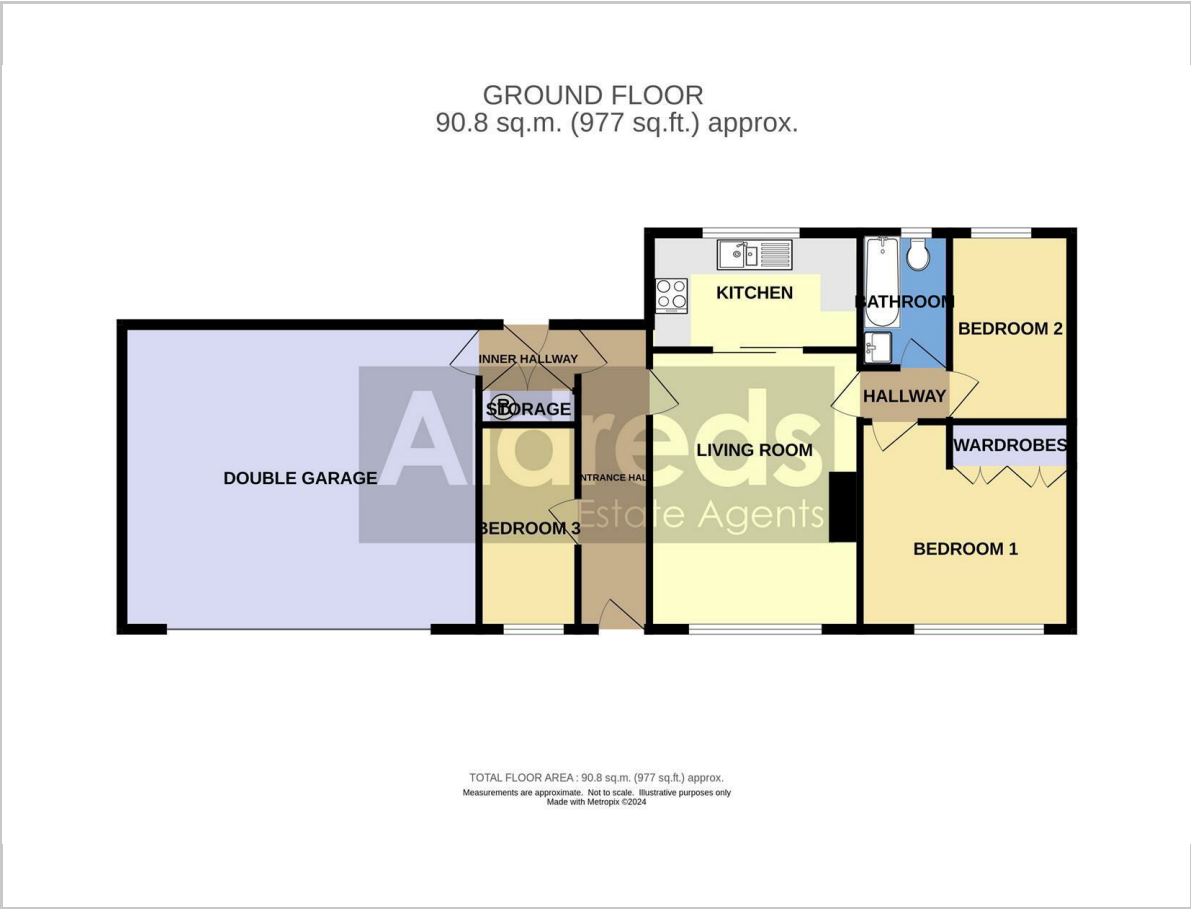 GROUND FLOOR
90.8 sq.m. (977 sq.ft.) approx.
KITCHEN
BATHROOM
BEDROOM 2
INNER HALLWAY
HALLWAY
B
STORAGE
Aldreds
Estate Agents
WARDROBES
LIVING ROOM
DOUBLE GARAGE
ENTRANCE HALL
BEDROOM 3
BEDROOM 1
TOTAL FLOOR AREA : 90.8 sq.m. (977 sq.ft.) approx.
Measurements are approximate. Not to scale. Illustrative purposes only
Made with Metropix ©2024